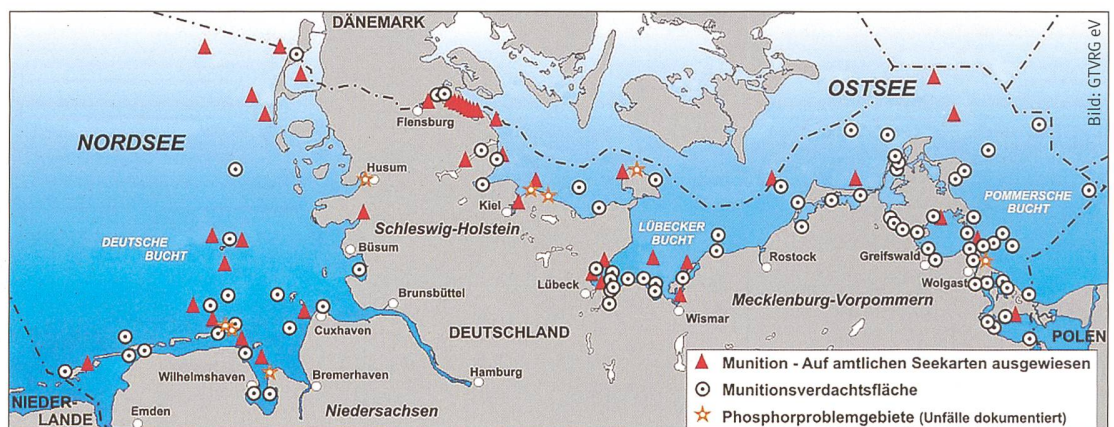 DÄNEMARK
OSTSEE
Bild: GTVRG eV
NORDSEE
Flensburg
Husum
Kiel
Schleswig-Holstein
LÜBECKER
BUCHT
POMMERSCHE
BUCHT
DEUTSCHE
BUCHT
Büsum
Rostock
Greifswald
Wolgast
Lübeck
Brunsbüttel
Wismar
Mecklenburg-Vorpommern
Cuxhaven
DEUTSCHLAND
POLEN
Wilhelmshaven
Bremerhaven
Hamburg
NIEDER-
LANDE
Emden
Niedersachsen
Munition - Auf amtlichen Seekarten ausgewiesen
Munitionsverdachtsfläche
Phosphorproblemgebiete (Unfälle dokumentiert)